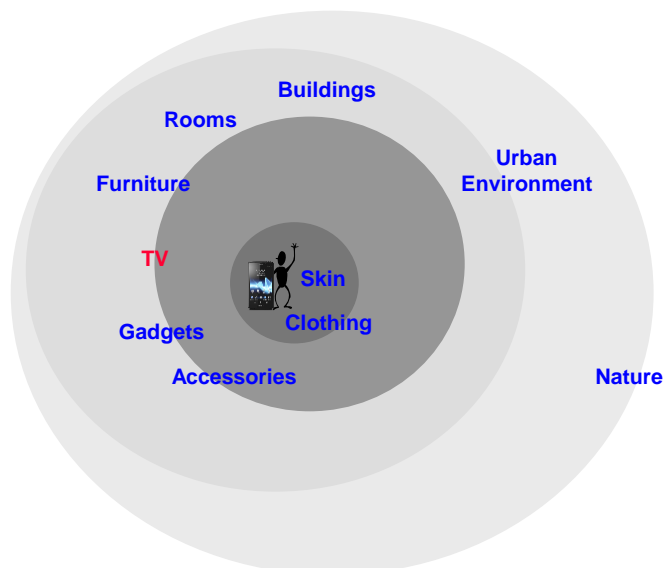 Buildings
Rooms
Urban
Environment
Furniture
TV
Skin
Clothing
Gadgets
Accessories
Nature